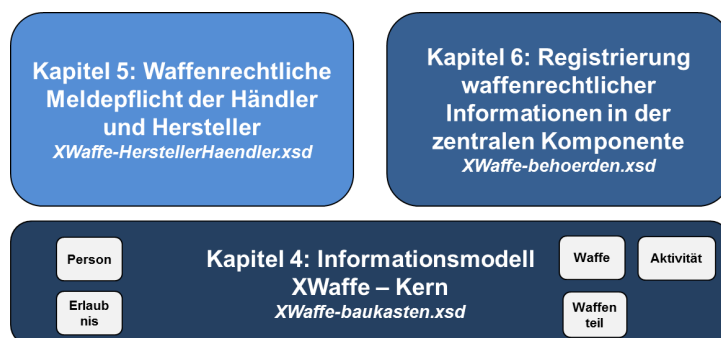 Kapitel 5: Waffenrechtliche
Meldepflicht der Händler
und Hersteller
XWaffe-HerstellerHaendler.xsd
Kapitel 6: Registrierung
waffenrechtlicher
Informationen in der
zentralen Komponente
XWaffe-behoerden.xsd
Kapitel 4: Informationsmodell
XWaffe – Kern
XWaffe-baukasten.xsd
Person
Erlaub
nis
Waffe
Aktivität
Waffen
teil